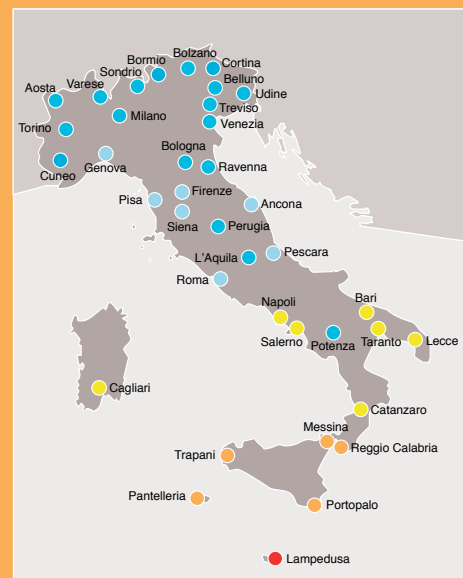 Bolzano
Bormio
Cortina
Sondrio
Belluno
Varese
Aosta
Udine
Treviso
Milano
Venezia
Torino
Bologna
Ravenna
Genova
Cuneo
Firenze
Pisa
Ancona
Siena
Perugia
L'Aquila
Pescara
Roma
Napoli
Bari
Salerno
Potenza
Taranto
Lecce
Cagliari
Catanzaro
Messina
Reggio Calabria
Trapani
Pantelleria
Portopalo
Lampedusa